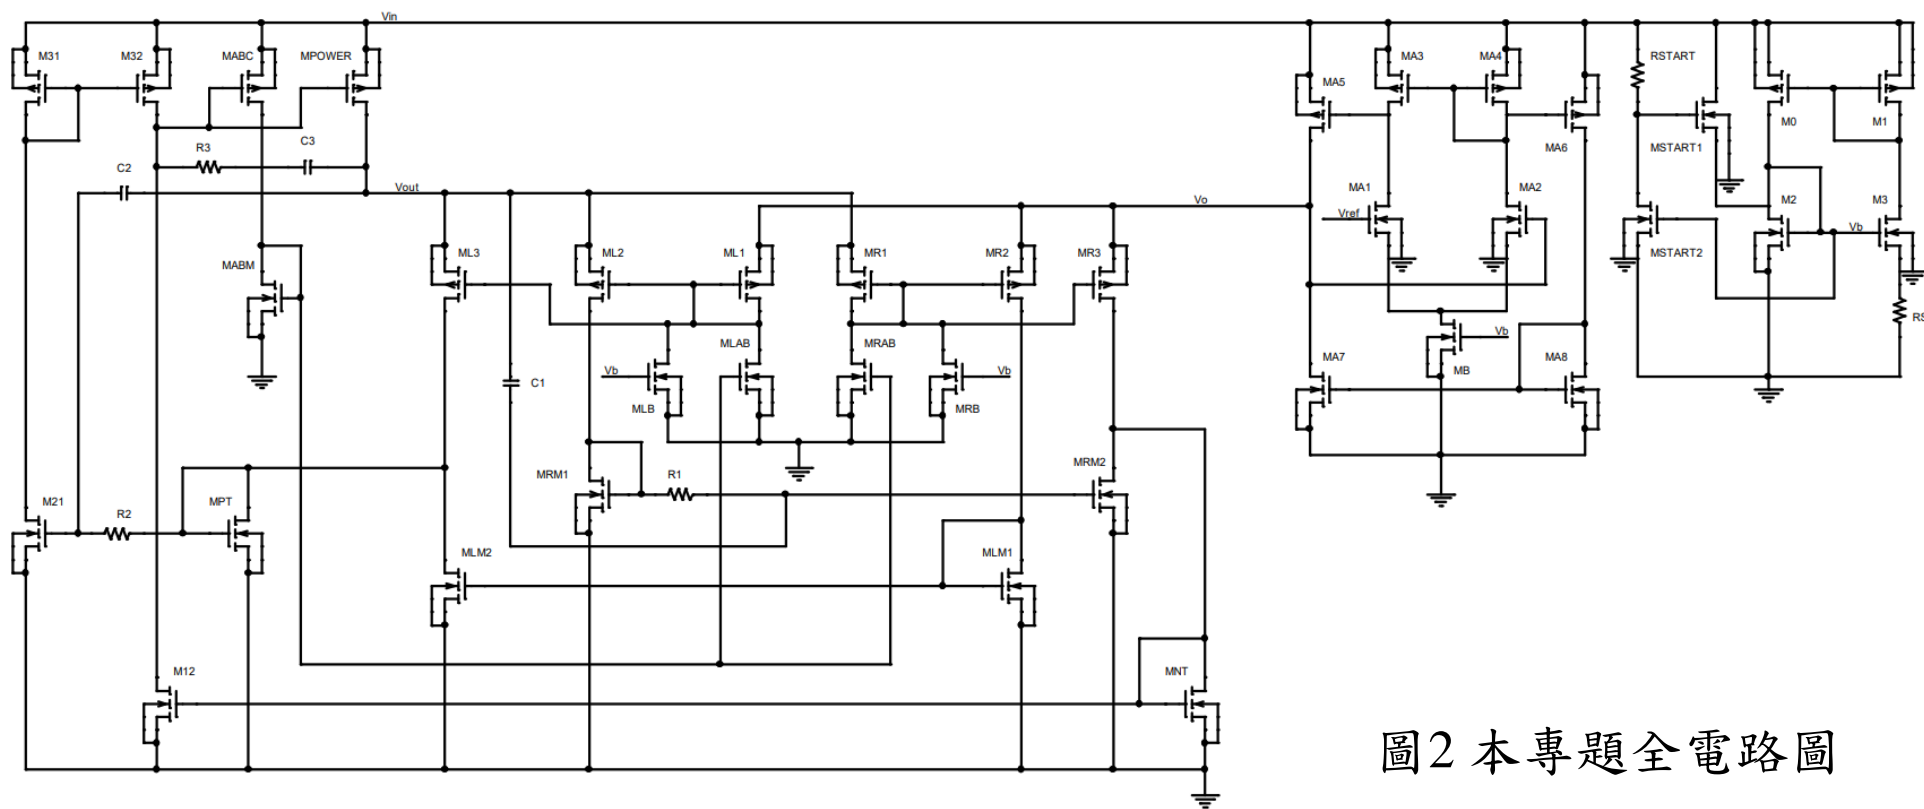 Vin
M31
M32
MABC
MPOWER
MA5
MA3
MA4
RSTART
M0
M1
MSTART1
MA6
R3
C3
C2
Vout
Vo
MA1
Vref
MA2
M2
M3
Vb
MSTART2
ML3
ML2
ML1
MR1
MR2
MR3
MABM
RS
MLAB
MRAB
Vb
C1
Vb
Vb
MLB
MRB
MB
MA7
MA8
MRM1
R1
MRM2
M21
R2
MPT
MLM2
MLM1
M12
MNT
圖2 本專題全電路圖